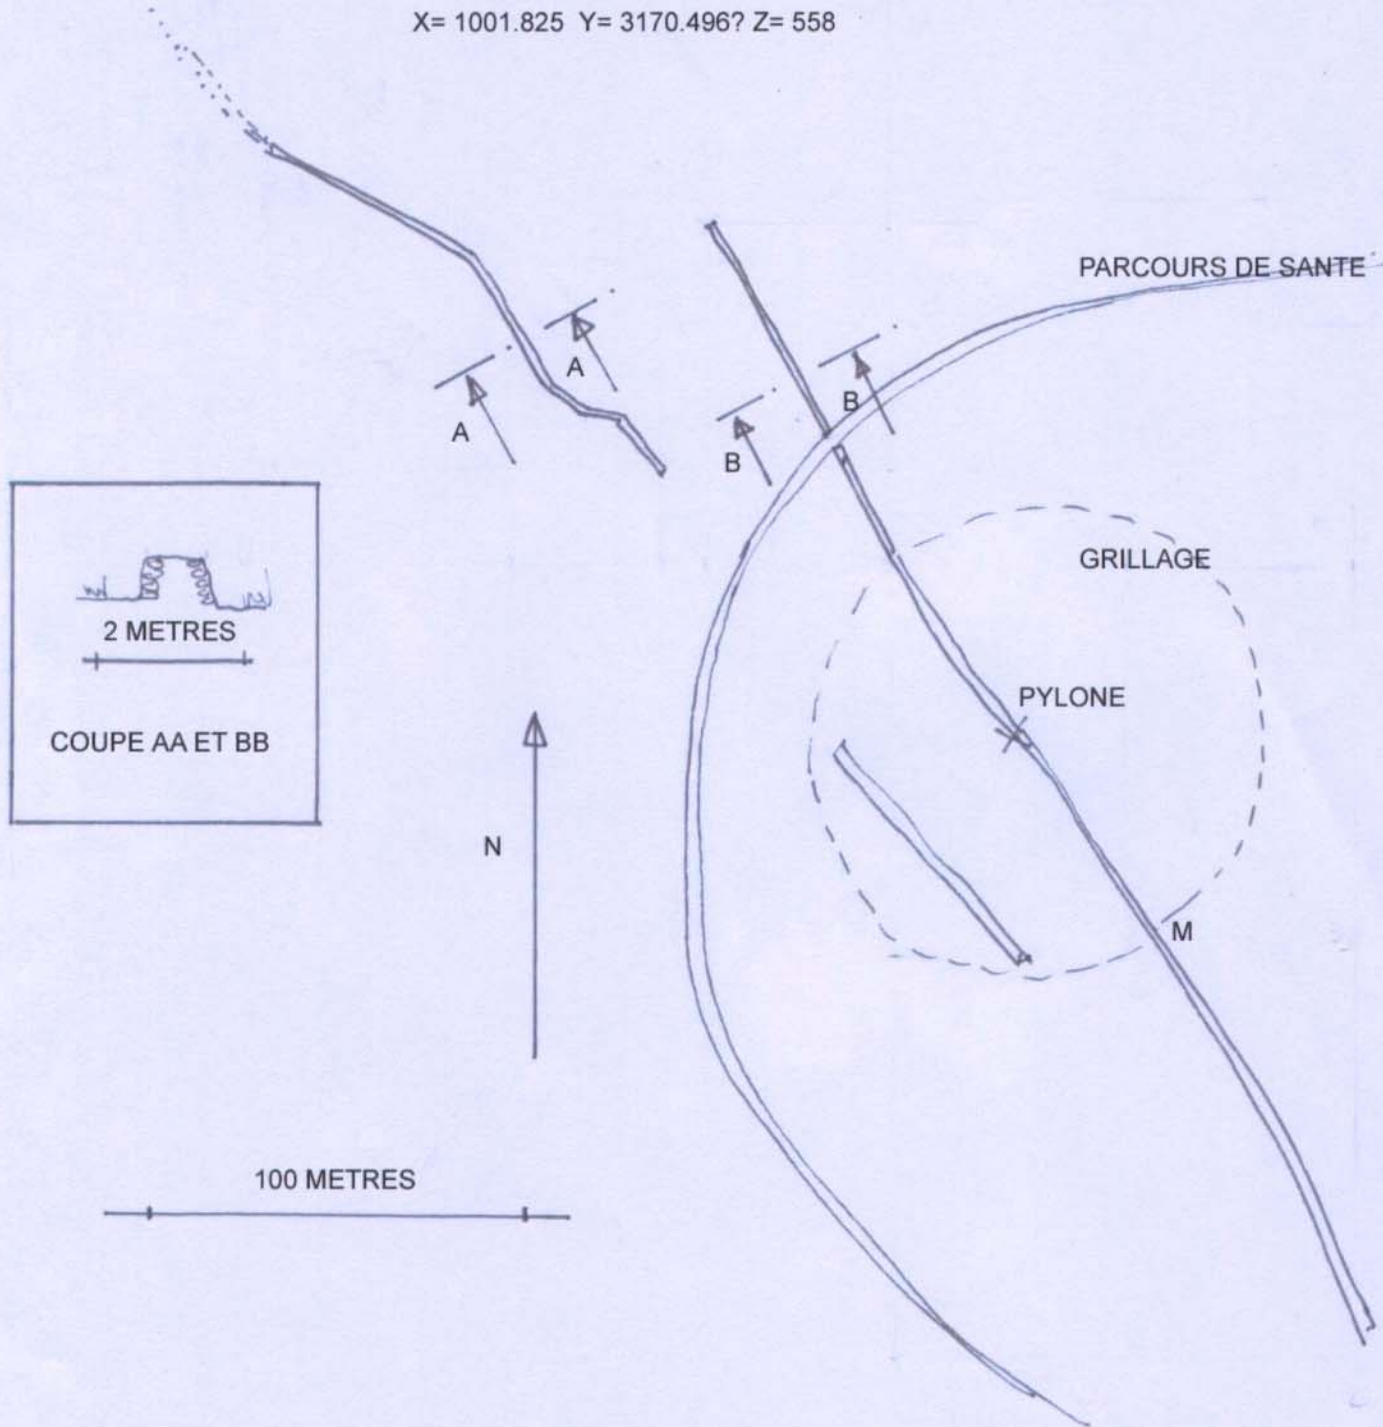 X= 1001.825 Y= 3170.496? Z= 558
PARCOURS DE SANTE
A
A
B
B
GRILLAGE
2 METRES
COUPE AA ET BB
PYLONE
N
M
100 METRES